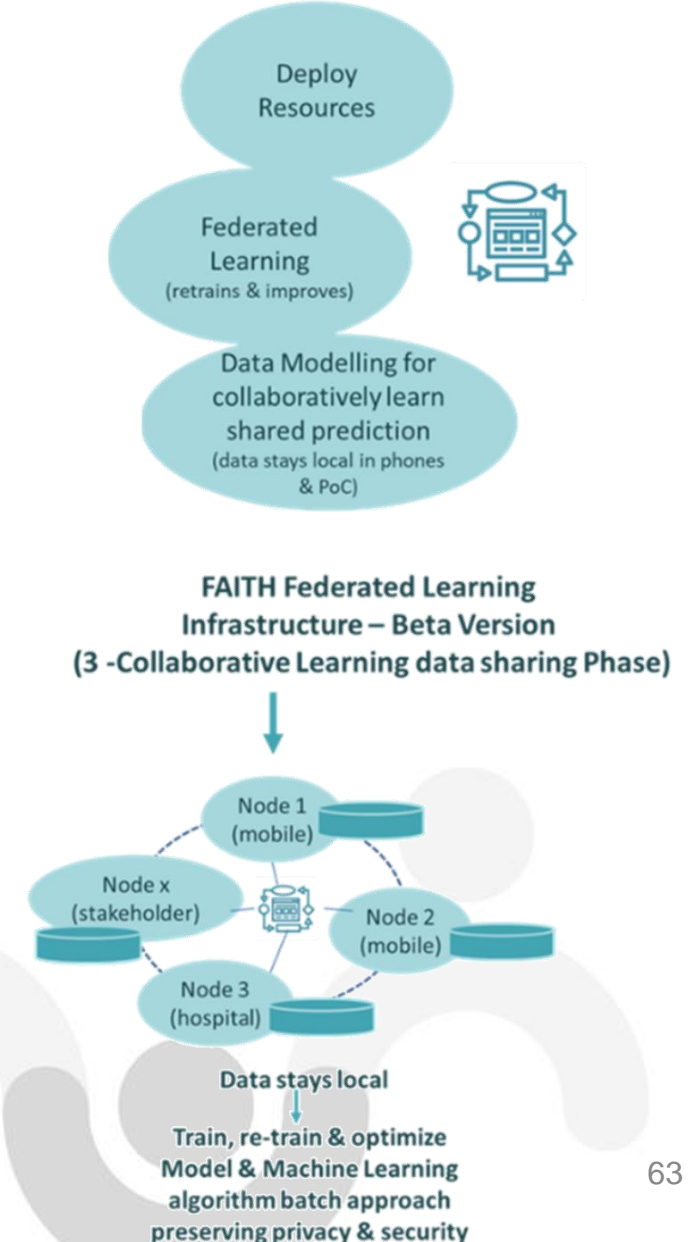 Deploy
Resources
Federated
Learning
(retrains & improves)
Data Modelling for
collaboratively learn
shared prediction
(data stays local in phones
& PoC)
FAITH Federated Learning
Infrastructure – Beta Version
(3 -Collaborative Learning data sharing Phase)
Node 1
(mobile)
Node x
(stakeholder)
Node 2
(mobile)
Node 3
(hospital)
Data stays local
Train, re-train & optimize
Model & Machine Learning
algorithm batch approach
preserving privacy & security
63